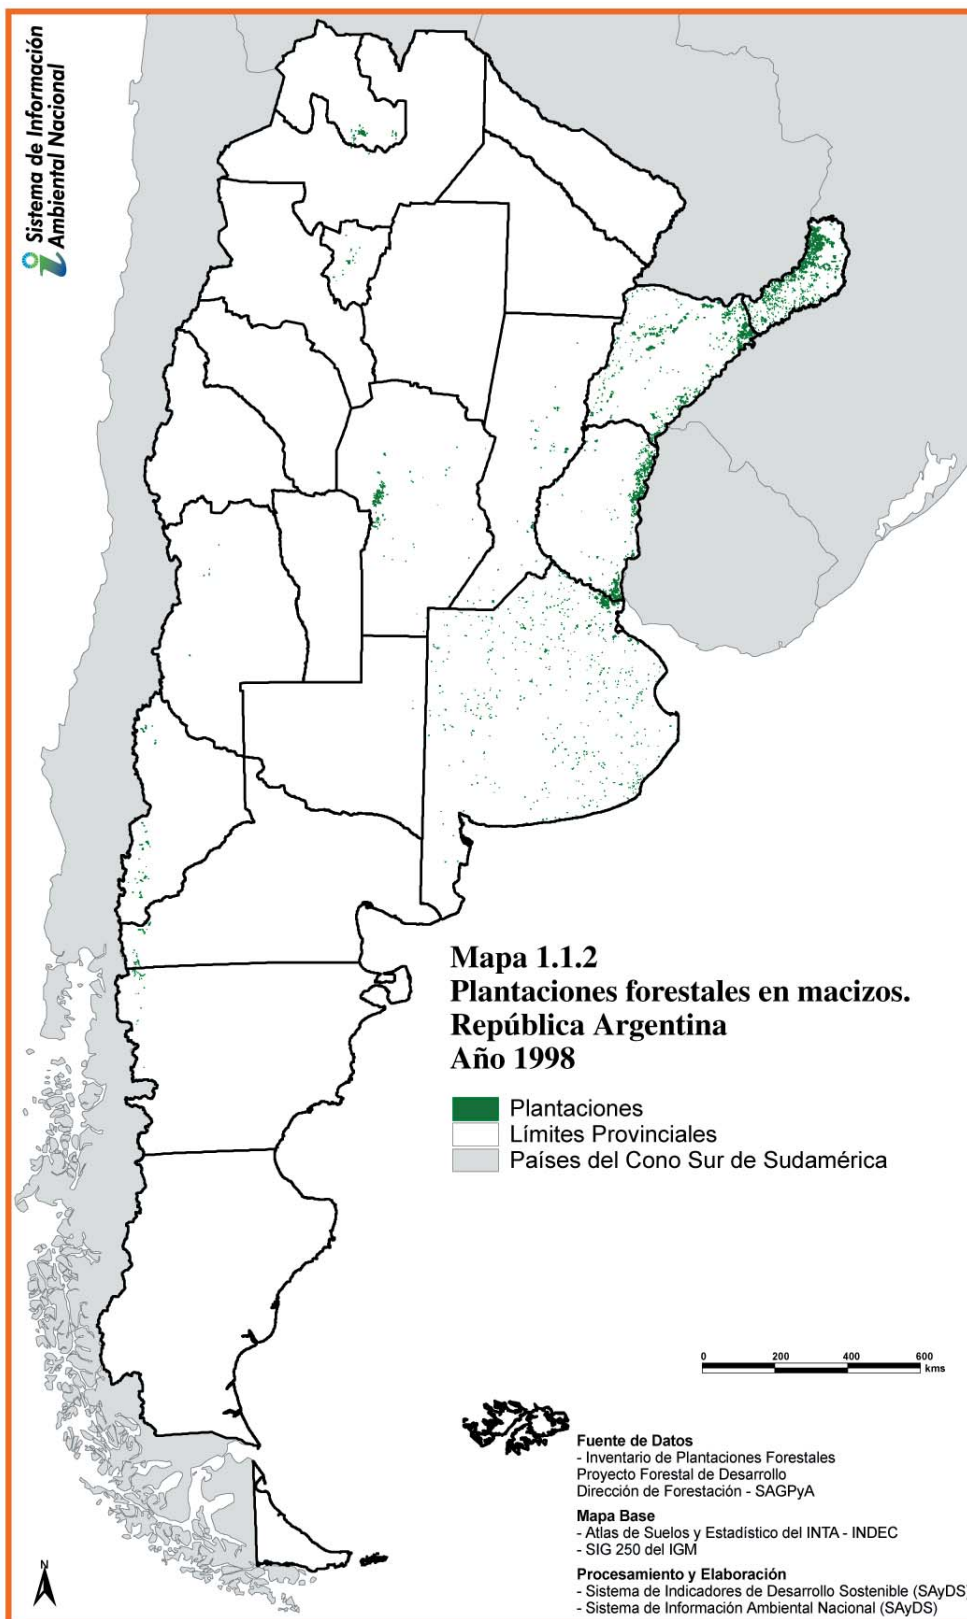 Sistema de Información
Ambiental Nacional
Mapa 1.1.2
Plantaciones forestales en macizos.
República Argentina
Año 1998
Plantaciones
Límites Provinciales
Países del Cono Sur de Sudamérica
0 200 400 600
kms
Fuente de Datos
- Inventario de Plantaciones Forestales
Proyecto Forestal de Desarrollo
Dirección de Forestación - SAGPyA
Mapa Base
- Atlas de Suelos y Estadístico del INTA - INDEC
- SIG 250 del IGM
Procesamiento y Elaboración
- Sistema de Indicadores de Desarrollo Sostenible (SAyDS)
- Sistema de Información Ambiental Nacional (SAyDS)
N